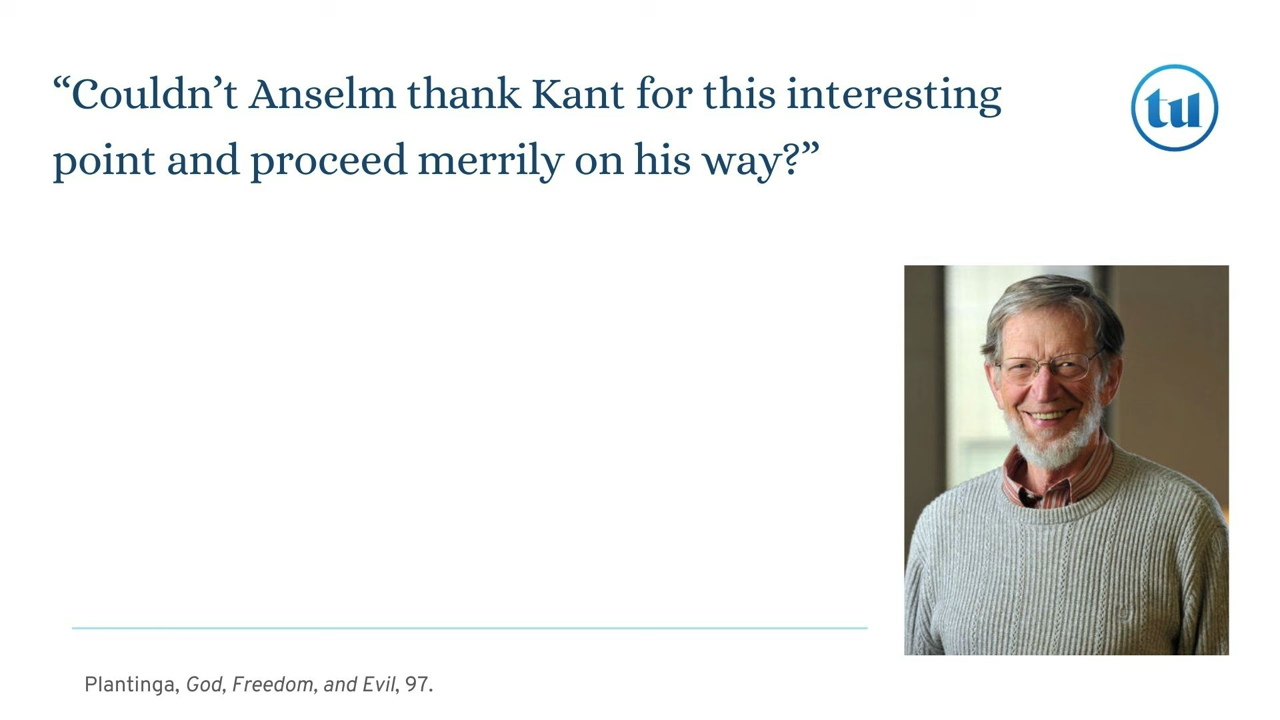 “Couldn’t Anselm thank Kant for this interesting
point and proceed merrily on his way?”
tu
Plantinga, God, Freedom, and Evil, 97.